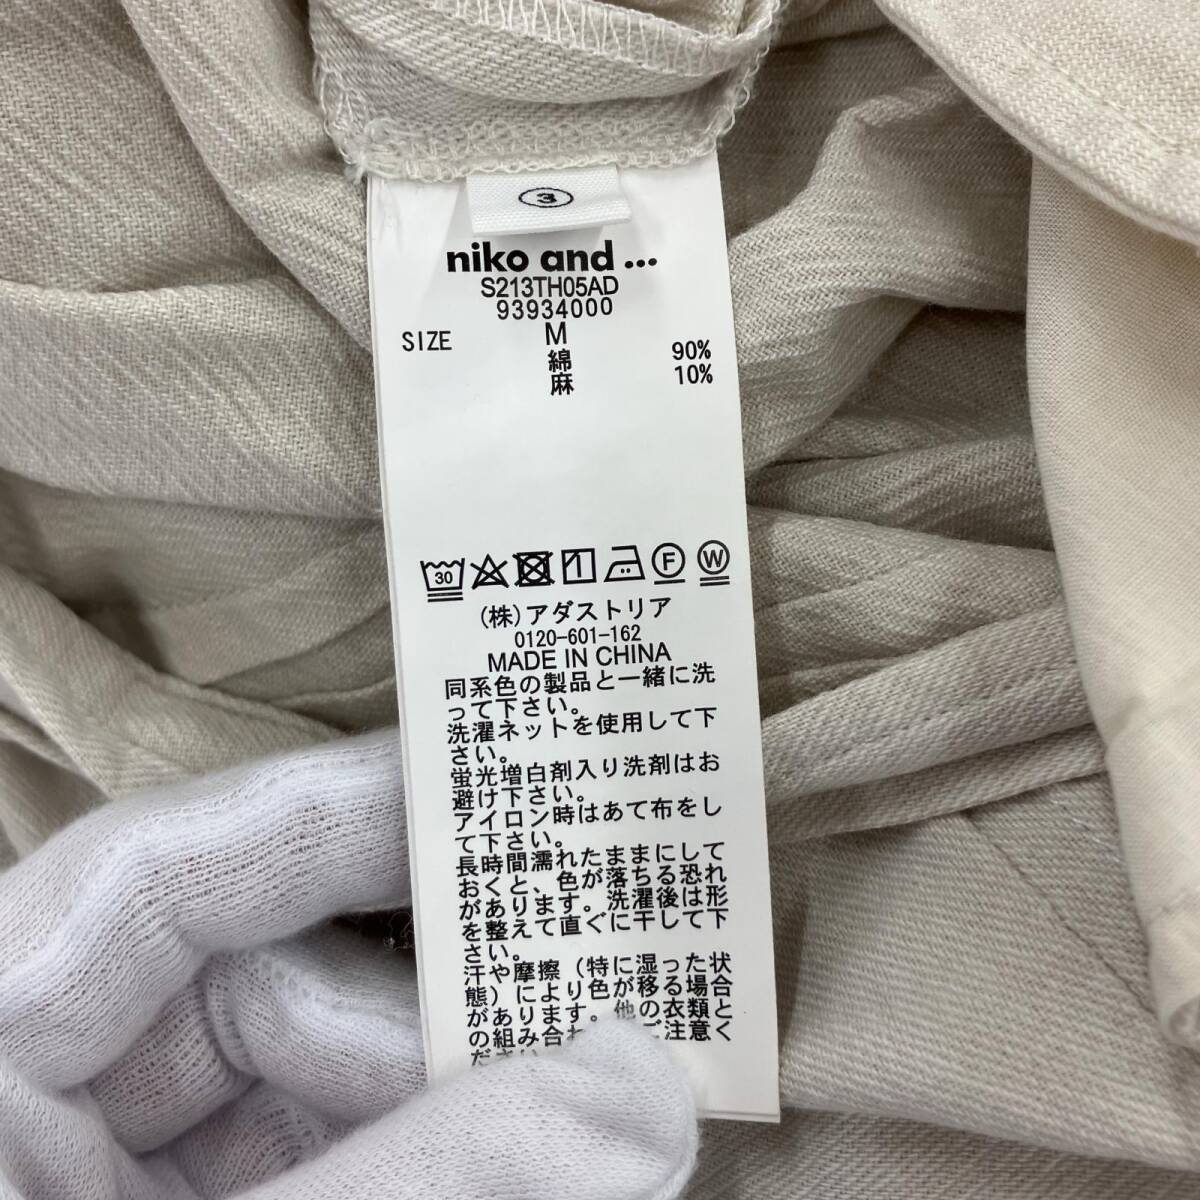 3
niko and ...
S213TH05AD
93934000
SIZE M
綿 90%
麻 10%
30 F W
(株)アダストリア
0120-601-162
MADE IN CHINA
同系色の製品と一緒に洗
って下さい。
洗濯ネットを使用して下
さい。
蛍光増白剤入り洗剤はお
避け下さい。
アイロン時はあて布をし
て下さい。
長時間濡れたままにして
おくと、色が落ちる恐れ
があります。洗濯後は形
を整えて直ぐに干して下
さい。
汗や摩擦（特に湿った状
態）により色が移る場合
があります。他の衣類と
の組み合わ ご注意く
ださい